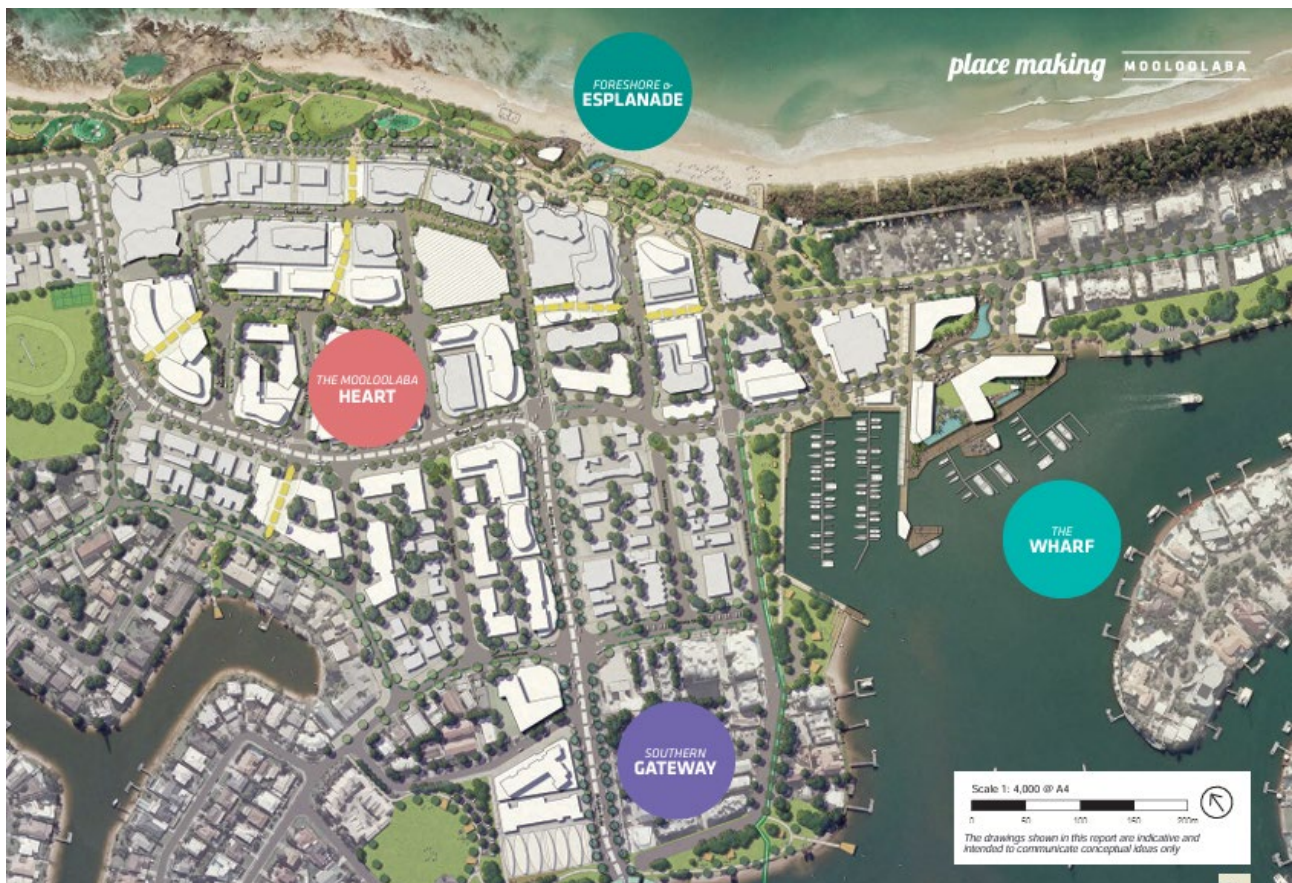 place making MOOLOOLABA
FORESHORE &
ESPLANADE
THE MOOLOOLABA
HEART
THE
WHARF
SOUTHERN
GATEWAY
Scale 1: 4,000 @ A4
0 50 100 150 200m
The drawings shown in this report are indicative and
intended to communicate conceptual ideas only